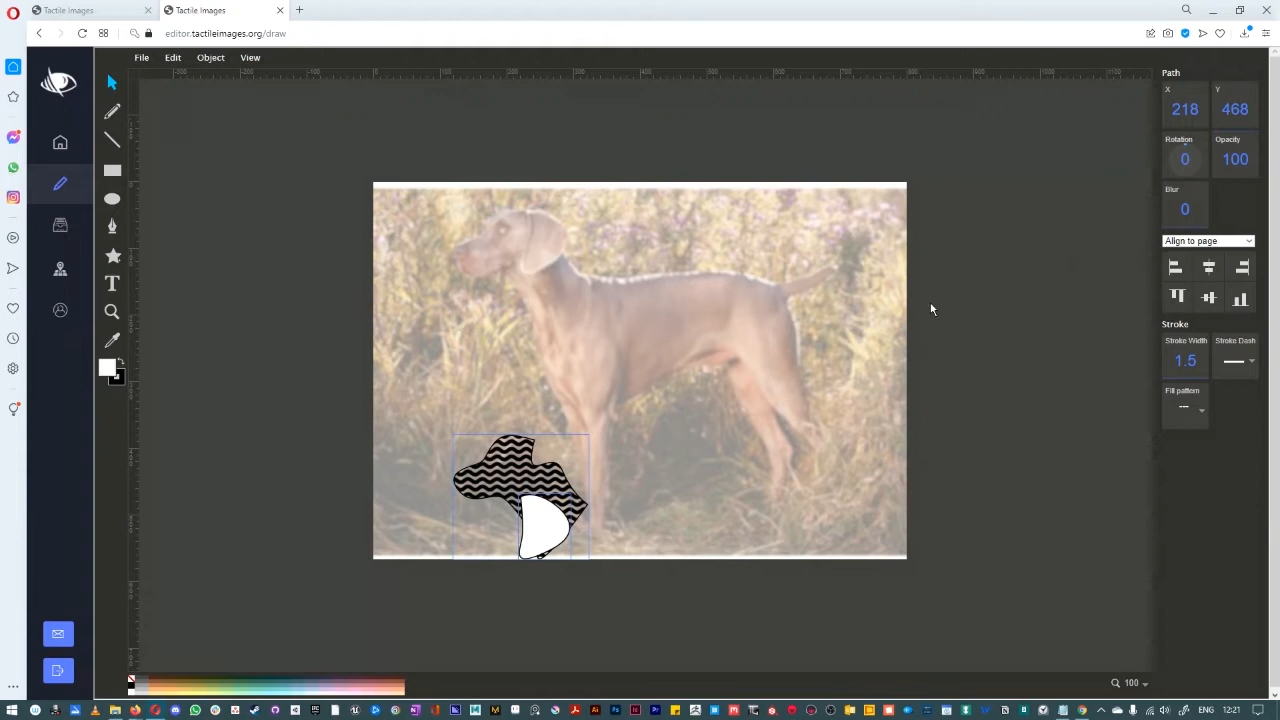 Tactile Images
Tactile Images
editor.tactileimages.org/draw
File Edit Object View
Path
X Y
218 468
Rotation Opacity
0 100
Blur
0
Align to page
Stroke
Stroke Width Stroke Dash
1.5
Fill pattern
T
100
ENG 12:21